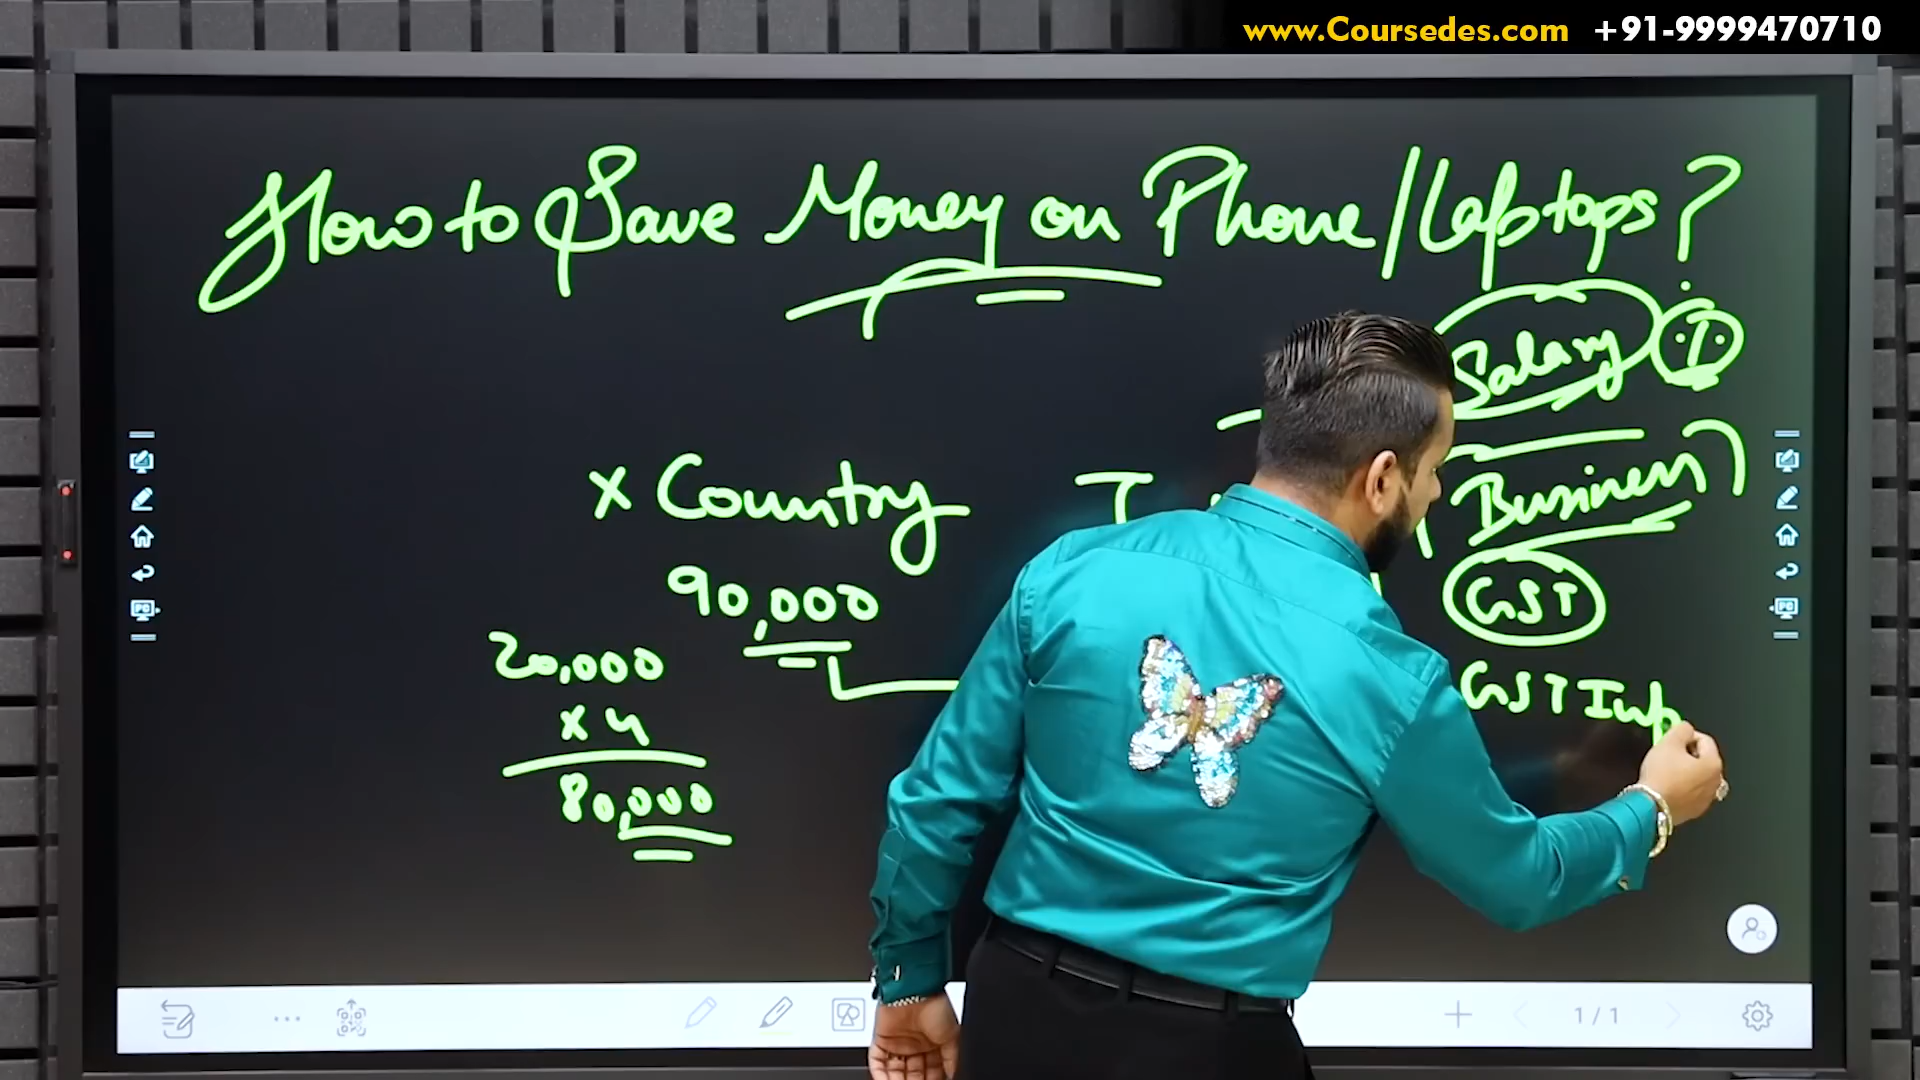 www.Coursedes.com +91-9999470710
How to Save Money on Phone/Laptops?
Salary
x Country
Business
90,000
GST
20,000
x 4
GST Inp
80,000
1/1